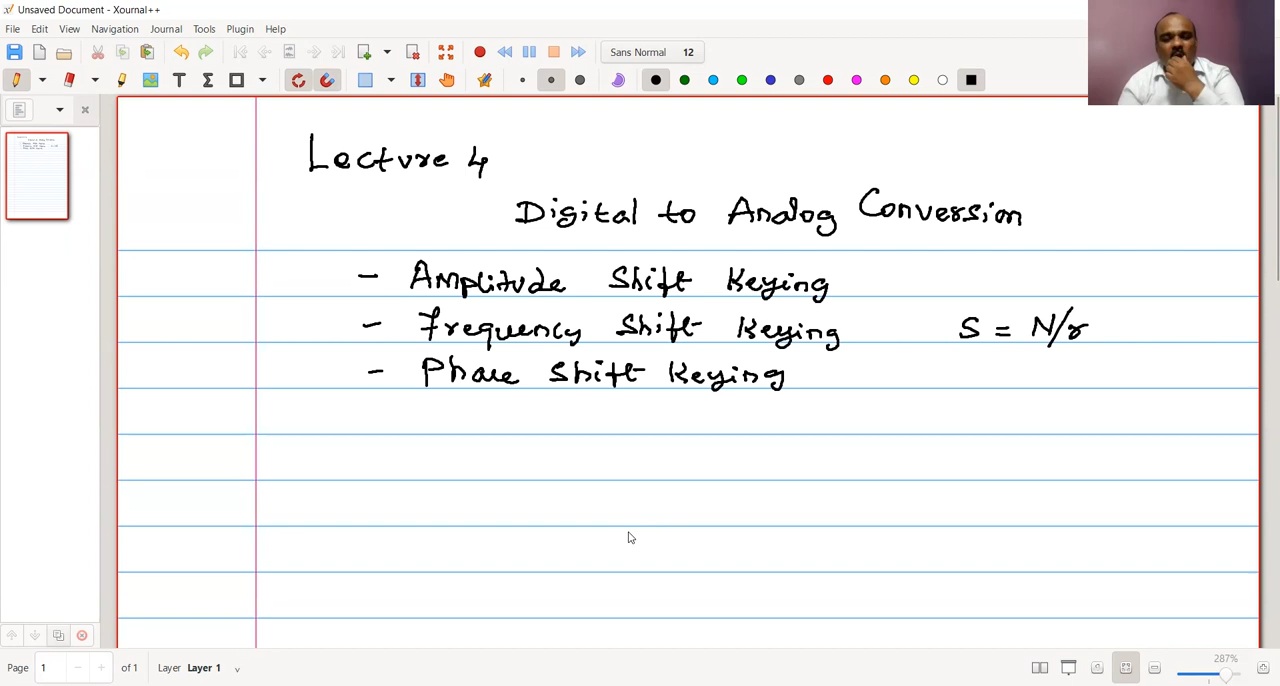 Unsaved Document - Xournal++
File Edit View Navigation Journal Tools Plugin Help
Sans Normal 12
Lecture 4
Digital to Analog Conversion
- Amplitude Shift Keying
- Frequency Shift Keying S = N/r
- Phase Shift Keying
287%
Page 1 of 1 Layer Layer 1